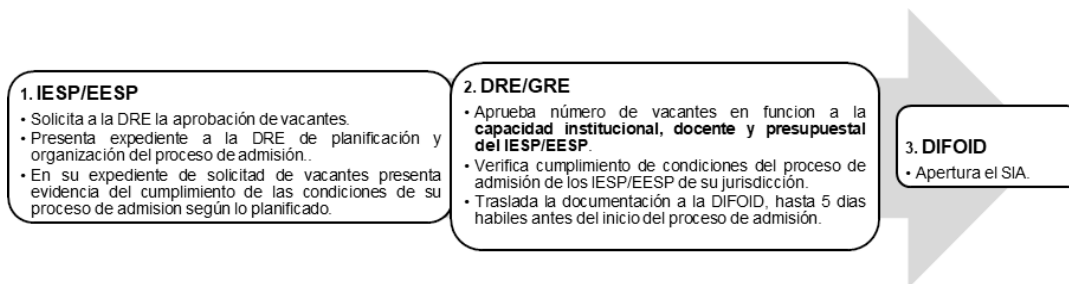 1. IESP/EESP
• Solicita a la DRE la aprobación de vacantes.
• Presenta expediente a la DRE de planificación y
organización del proceso de admisión..
• En su expediente de solicitud de vacantes presenta
evidencia del cumplimiento de las condiciones de su
proceso de admision según lo planificado.
2. DRE/GRE
• Aprueba número de vacantes en funcion a la
capacidad institucional, docente y presupuestal
del IESP/EESP.
• Verifica cumplimiento de condiciones del proceso de
admisión de los IESP/EESP de su jurisdicción.
• Traslada la documentación a la DIFOID, hasta 5 dias
habiles antes del inicio del proceso de admisión.
3. DIFOID
• Apertura el SIA.